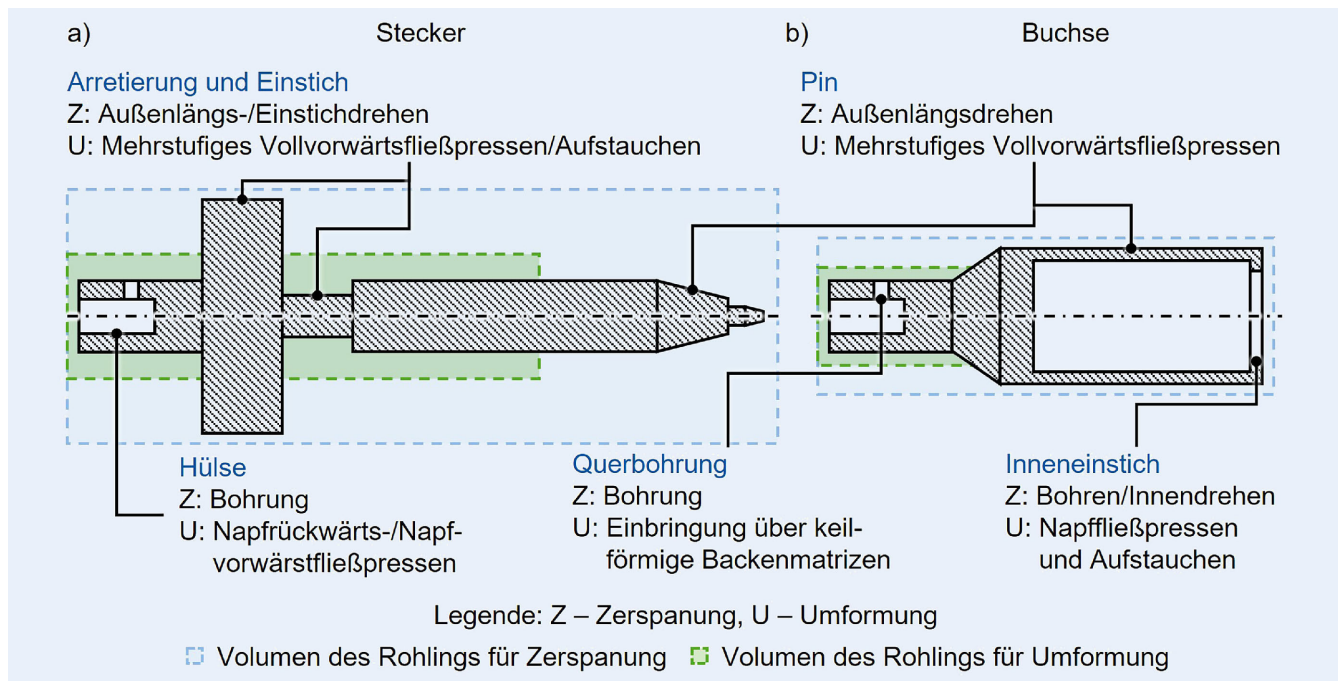 a) Stecker
b) Buchse
Arretierung und Einstich
Z: Außenlängs-/Einstichdrehen
U: Mehrstufiges Vollvorwärtsfließpressen/Aufstauchen
Pin
Z: Außenlängsdrehen
U: Mehrstufiges Vollvorwärtsfließpressen
Hülse
Z: Bohrung
U: Napfrückwärts-/Napf-
vorwärstfließpressen
Querbohrung
Z: Bohrung
U: Einbringung über keil-
förmige Backenmatrizen
Inneneinstich
Z: Bohren/Innendrehen
U: Napffließpressen
und Aufstauchen
Legende: Z – Zerspanung, U – Umformung
Volumen des Rohlings für Zerspanung
Volumen des Rohlings für Umformung